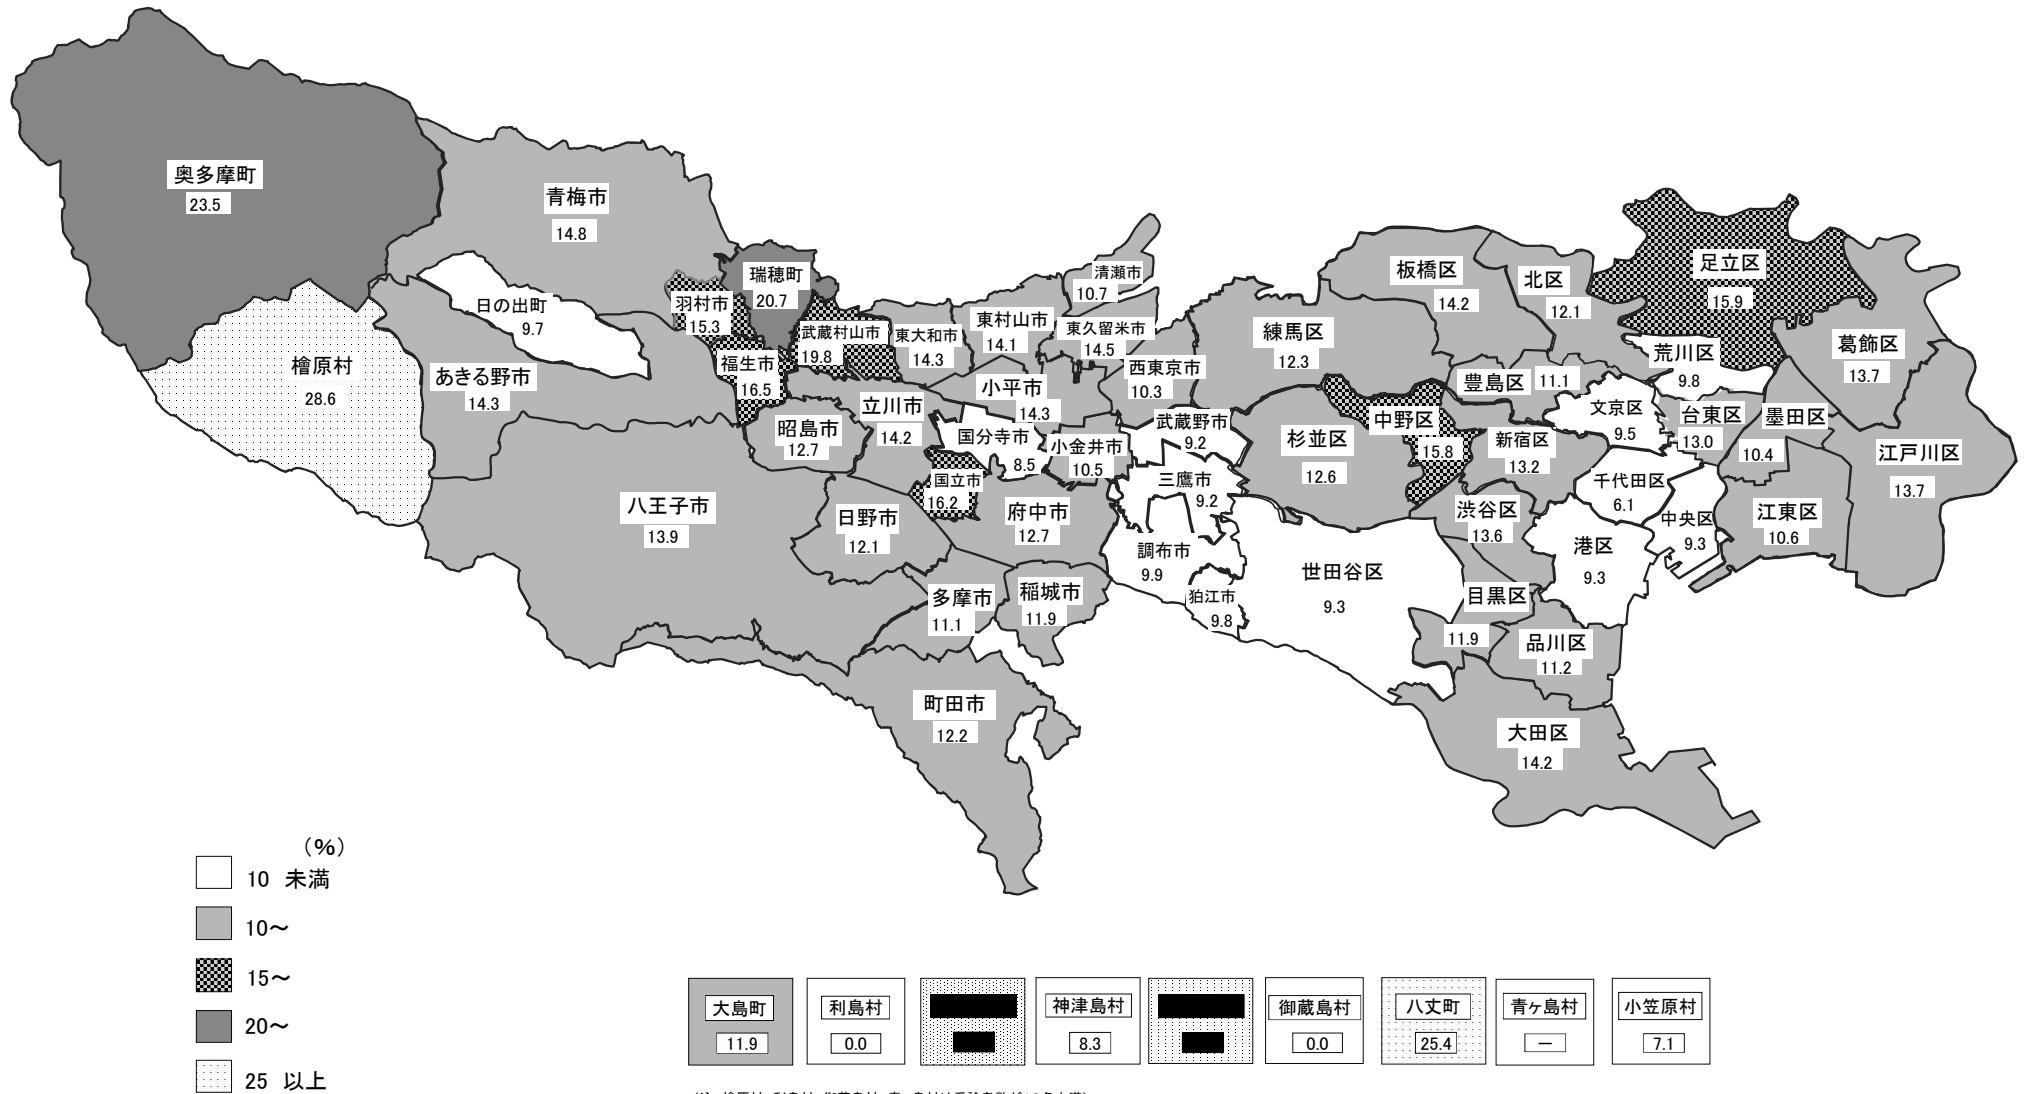 奥多摩町
23.5
青梅市
14.8
日の出町
9.7
檜原村
28.6
あきる野市
14.3
羽村市
15.3
瑞穂町
20.7
武蔵村山市
19.8
福生市
16.5
東大和市
14.3
東村山市
14.1
清瀬市
10.7
東久留米市
14.5
西東京市
10.3
小平市
14.3
立川市
14.2
昭島市
12.7
国分寺市
8.5
小金井市
10.5
武蔵野市
9.2
三鷹市
9.2
国立市
16.2
府中市
12.7
八王子市
13.9
日野市
12.1
調布市
9.9
狛江市
9.8
多摩市
11.1
稲城市
11.9
町田市
12.2
板橋区
14.2
北区
12.1
足立区
15.9
練馬区
12.3
豊島区
11.1
荒川区
9.8
葛飾区
13.7
中野区
15.8
杉並区
12.6
新宿区
13.2
文京区
9.5
台東区
13.0
墨田区
10.4
江戸川区
13.7
千代田区
6.1
渋谷区
13.6
中央区
9.3
江東区
10.6
港区
9.3
世田谷区
9.3
目黒区
11.9
品川区
11.2
大田区
14.2
(%)
10 未満
10～
15～
20～
25 以上
大島町
11.9
利島村
0.0
神津島村
8.3
御蔵島村
0.0
八丈町
25.4
青ヶ島村
－
小笠原村
7.1